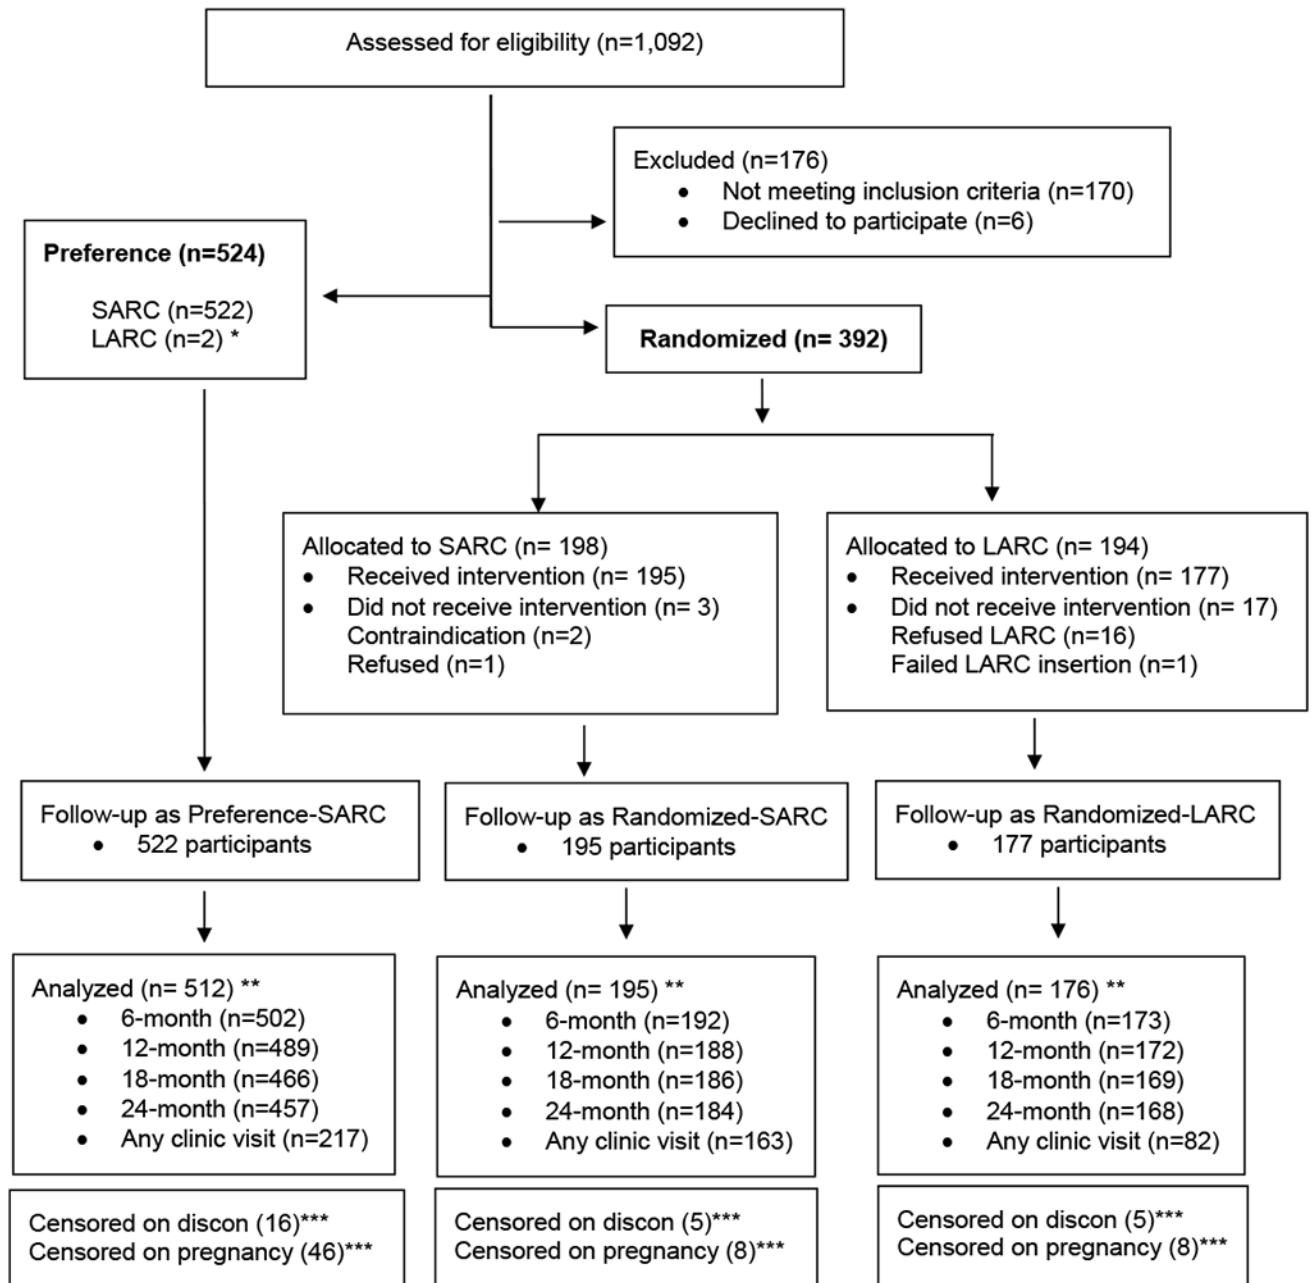 Assessed for eligibility (n=1,092)
Excluded (n=176)
• Not meeting inclusion criteria (n=170)
• Declined to participate (n=6)
Preference (n=524)
SARC (n=522)
LARC (n=2) *
Randomized (n= 392)
Allocated to SARC (n= 198)
• Received intervention (n= 195)
• Did not receive intervention (n= 3)
Contraindication (n=2)
Refused (n=1)
Allocated to LARC (n= 194)
• Received intervention (n= 177)
• Did not receive intervention (n= 17)
Refused LARC (n=16)
Failed LARC insertion (n=1)
Follow-up as Preference-SARC
• 522 participants
Follow-up as Randomized-SARC
• 195 participants
Follow-up as Randomized-LARC
• 177 participants
Analyzed (n= 512) **
• 6-month (n=502)
• 12-month (n=489)
• 18-month (n=466)
• 24-month (n=457)
• Any clinic visit (n=217)
Analyzed (n= 195) **
• 6-month (n=192)
• 12-month (n=188)
• 18-month (n=186)
• 24-month (n=184)
• Any clinic visit (n=163)
Analyzed (n= 176) **
• 6-month (n=173)
• 12-month (n=172)
• 18-month (n=169)
• 24-month (n=168)
• Any clinic visit (n=82)
Censored on discon (16)***
Censored on pregnancy (46)***
Censored on discon (5)***
Censored on pregnancy (8)***
Censored on discon (5)***
Censored on pregnancy (8)***